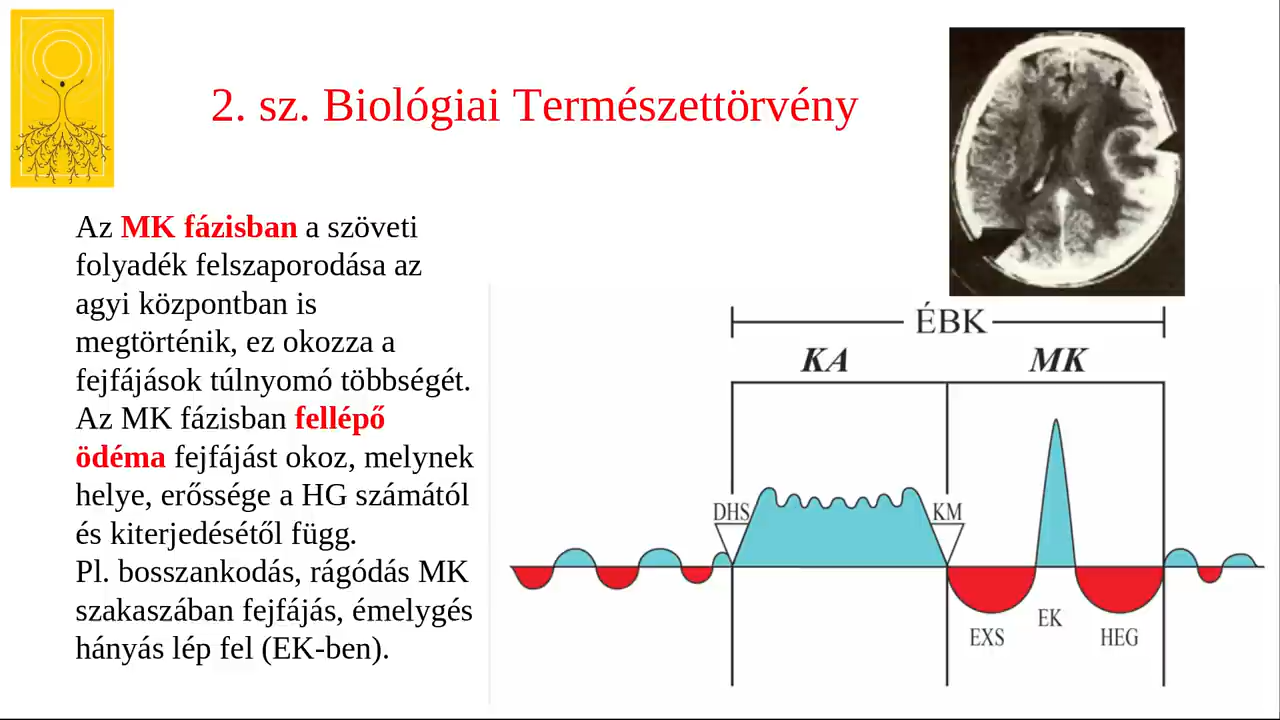 2. sz. Biológiai Természettörvény
Az MK fázisban a szöveti
folyadék felszaporodása az
agyi központban is
megtörténik, ez okozza a
fejfájások túlnyomó többségét.
Az MK fázisban fellépő
ödéma fejfájást okoz, melynek
helye, erőssége a HG számától
és kiterjedésétől függ.
Pl. bosszankodás, rágódás MK
szakaszában fejfájás, émelygés
hányás lép fel (EK-ben).
ÉBK
KA MK
DHS KM
EXS EK HEG